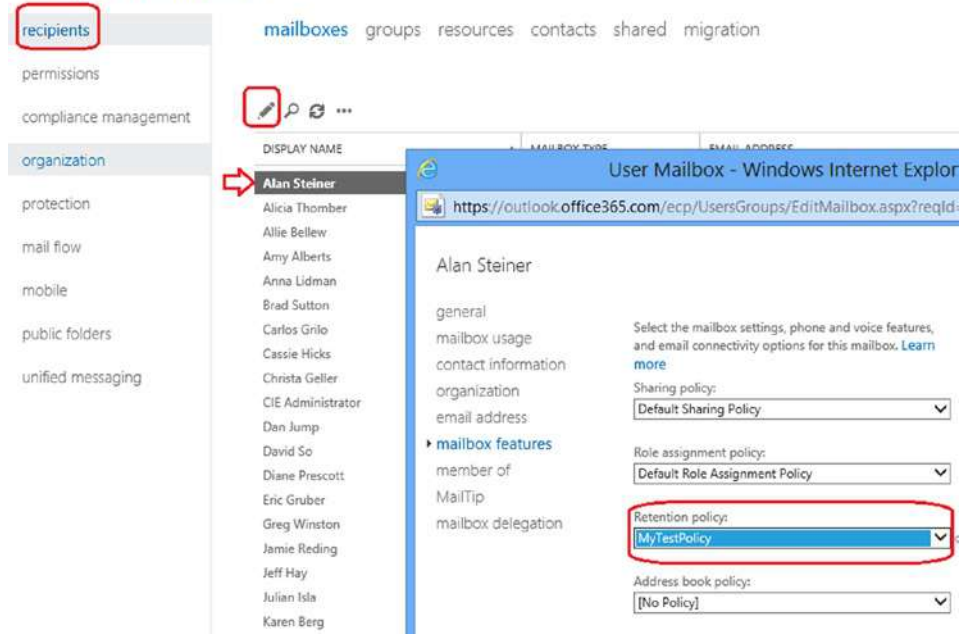 recipients
permissions
compliance management
organization
protection
mail flow
mobile
public folders
unified messaging
mailboxes groups resources contacts shared migration
DISPLAY NAME MAILBOX TYPE EMAIL ADDRESS
Alan Steiner
Alicia Thomber
Allie Bellew
Amy Alberts
Anna Lidman
Brad Sutton
Carlos Grilo
Cassie Hicks
Christa Geller
CIE Administrator
Dan Jump
David So
Diane Prescott
Eric Gruber
Greg Winston
Jamie Reding
Jeff Hay
Julian Isla
Karen Berg
User Mailbox - Windows Internet Explor
https://outlook.office365.com/ecp/UsersGroups/EditMailbox.aspx?reqId=
Alan Steiner
general
mailbox usage
contact information
organization
email address
mailbox features
member of
MailTip
mailbox delegation
Select the mailbox settings, phone and voice features,
and email connectivity options for this mailbox. Learn
more
Sharing policy:
Default Sharing Policy
Role assignment policy:
Default Role Assignment Policy
Retention policy:
MyTestPolicy
Address book policy:
[No Policy]